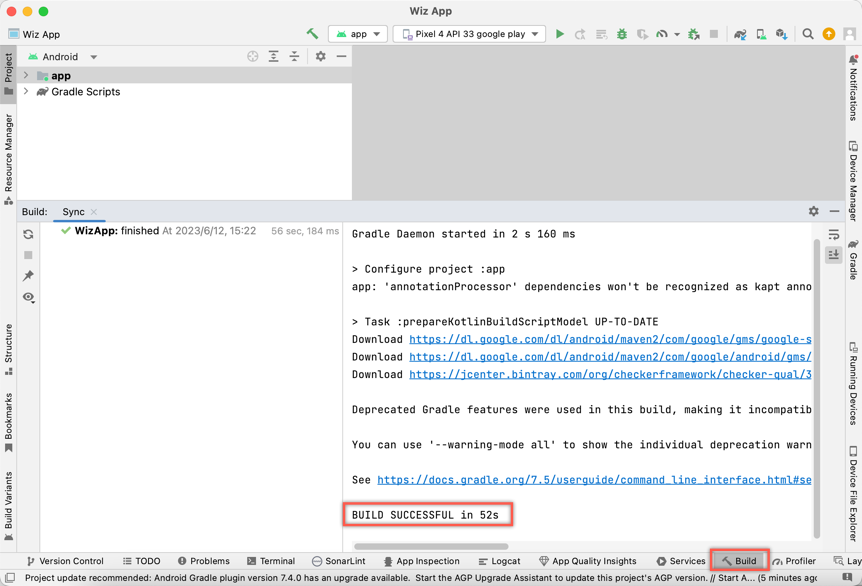 Wiz App
Wiz App
app
Pixel 4 API 33 google play
Project
Android
app
Gradle Scripts
Resource Manager
Notifications
Device Manager
Gradle
Build:
Sync
WizApp: finished At 2023/6/12, 15:22
56 sec, 184 ms
Gradle Daemon started in 2 s 160 ms
> Configure project :app
app: 'annotationProcessor' dependencies won't be recognized as kapt anno
> Task :prepareKotlinBuildScriptModel UP-TO-DATE
Download https://dl.google.com/dl/android/maven2/com/google/gms/google-s
Download https://dl.google.com/dl/android/maven2/com/google/android/gms/
Download https://jcenter.bintray.com/org/checkerframework/checker-qual/3
Deprecated Gradle features were used in this build, making it incompatib
You can use '--warning-mode all' to show the individual deprecation warn
See https://docs.gradle.org/7.5/userguide/command_line_interface.html#se
BUILD SUCCESSFUL in 52s
Structure
Bookmarks
Build Variants
Running Devices
Device File Explorer
Version Control
TODO
Problems
Terminal
SonarLint
App Inspection
Logcat
App Quality Insights
Services
Build
Profiler
Lay
Project update recommended: Android Gradle plugin version 7.4.0 has an upgrade available. Start the AGP Upgrade Assistant to update this project's AGP version. // Start A... (5 minutes ago